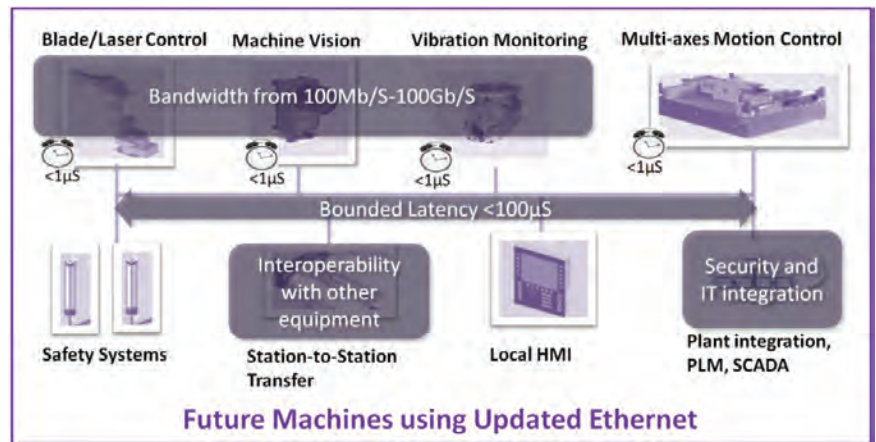 Blade/Laser Control
Machine Vision
Vibration Monitoring
Multi-axes Motion Control
Bandwidth from 100Mb/S-100Gb/S
<1µS
<1µS
<1µS
<1µS
Bounded Latency <100µS
Interoperability
with other
equipment
Security and
IT integration
Safety Systems
Station-to-Station
Transfer
Local HMI
Plant integration,
PLM, SCADA
Future Machines using Updated Ethernet